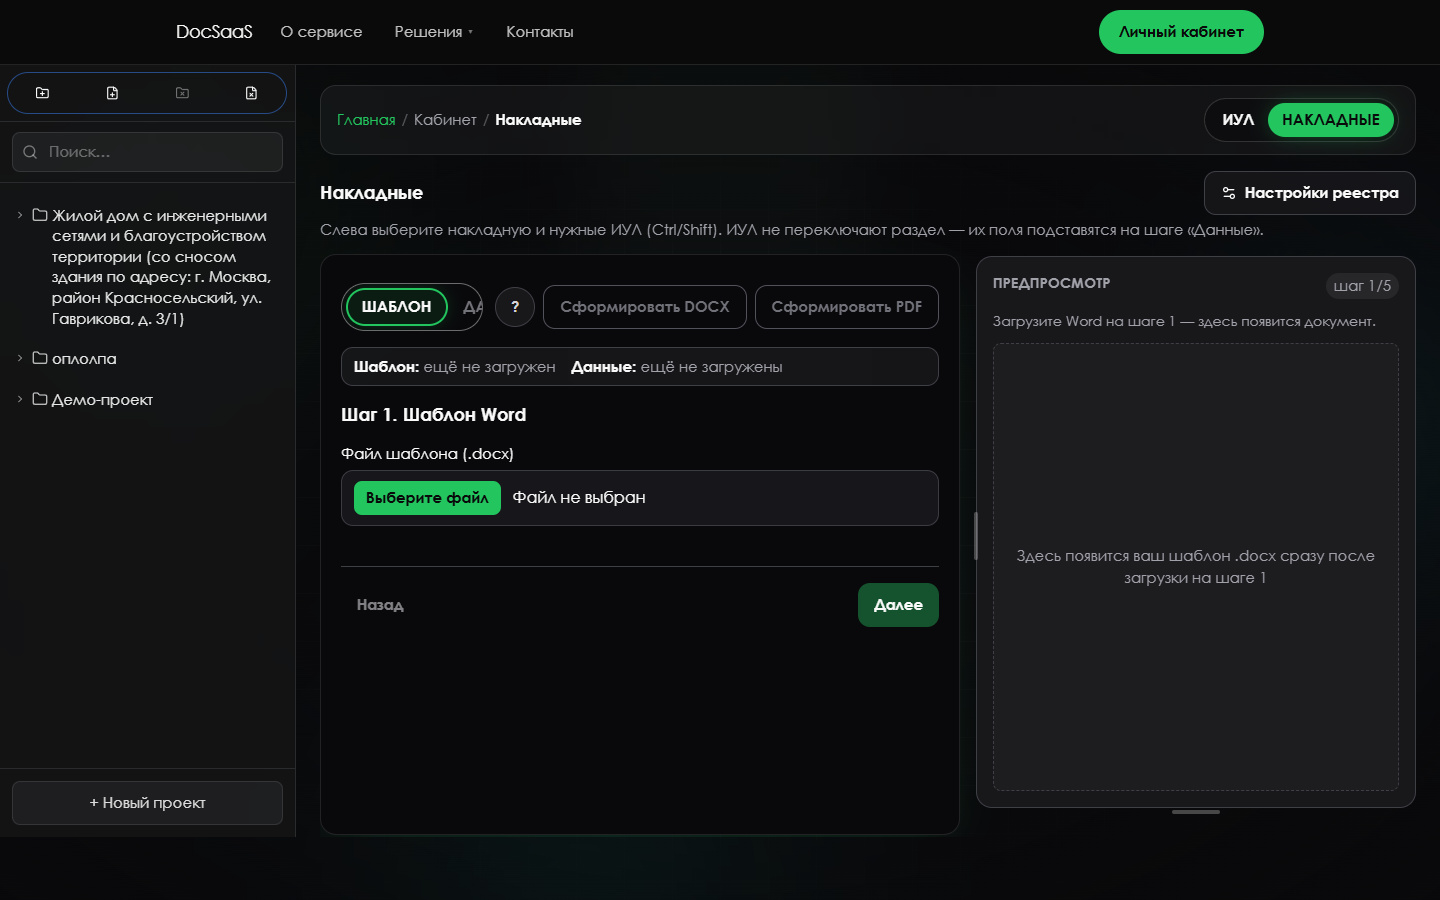 DocSaaS О сервисе Решения Контакты Личный кабинет
Поиск...
Жилой дом с инженерными
сетями и благоустройством
территории (со сносом
здания по адресу: г. Москва,
район Красносельский, ул.
Гаврикова, д. 3/1)
оплолпа
Демо-проект
+ Новый проект
Главная / Кабинет / Накладные
ИУЛ НАКЛАДНЫЕ
Накладные
Настройки реестра
Слева выберите накладную и нужные ИУЛ (Ctrl/Shift). ИУЛ не переключают раздел — их поля подставятся на шаге «Данные».
ШАБЛОН ДА ? Сформировать DOCX Сформировать PDF
Шаблон: ещё не загружен Данные: ещё не загружены
Шаг 1. Шаблон Word
Файл шаблона (.docx)
Выберите файл Файл не выбран
Назад Далее
ПРЕДПРОСМОТР шаг 1/5
Загрузите Word на шаге 1 — здесь появится документ.
Здесь появится ваш шаблон .docx сразу после
загрузки на шаге 1